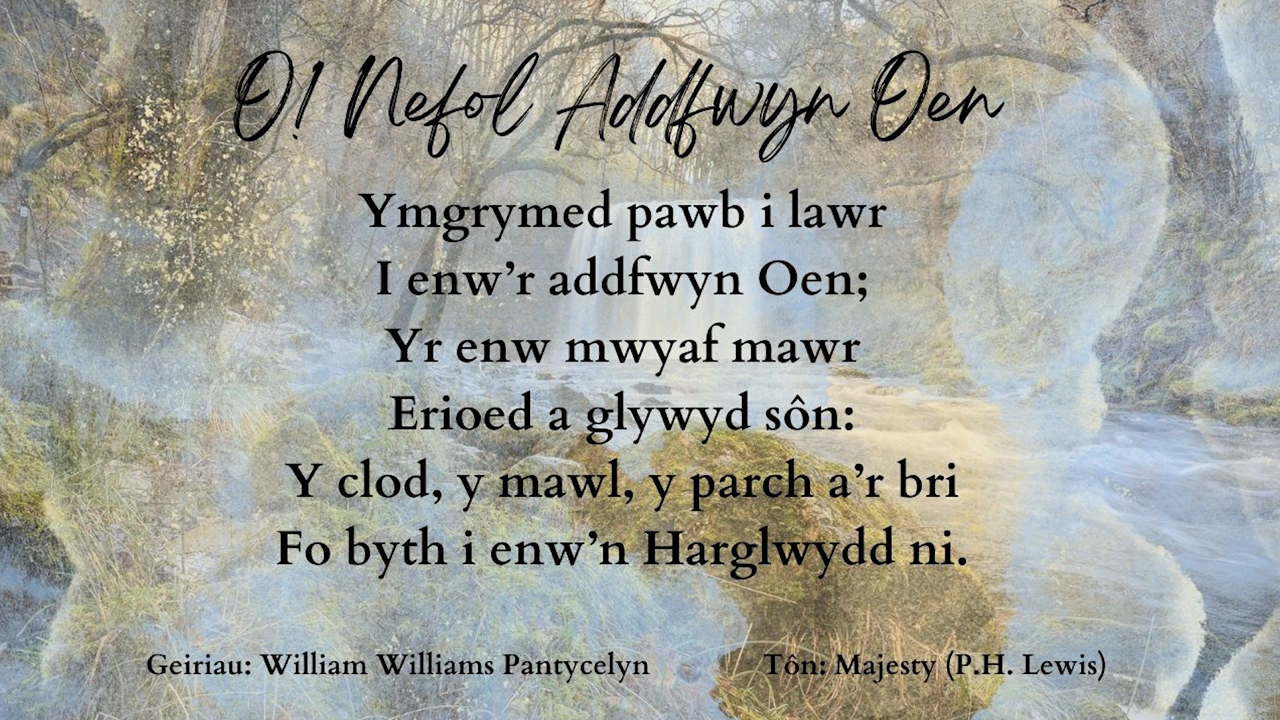 O! Nefol Addfwyn Oen
Ymgrymed pawb i lawr
I enw’r addfwyn Oen;
Yr enw mwyaf mawr
Erioed a glywyd sôn:
Y clod, y mawl, y parch a’r bri
Fo byth i enw’n Harglwydd ni.
Geiriau: William Williams Pantycelyn
Tôn: Majesty (P.H. Lewis)